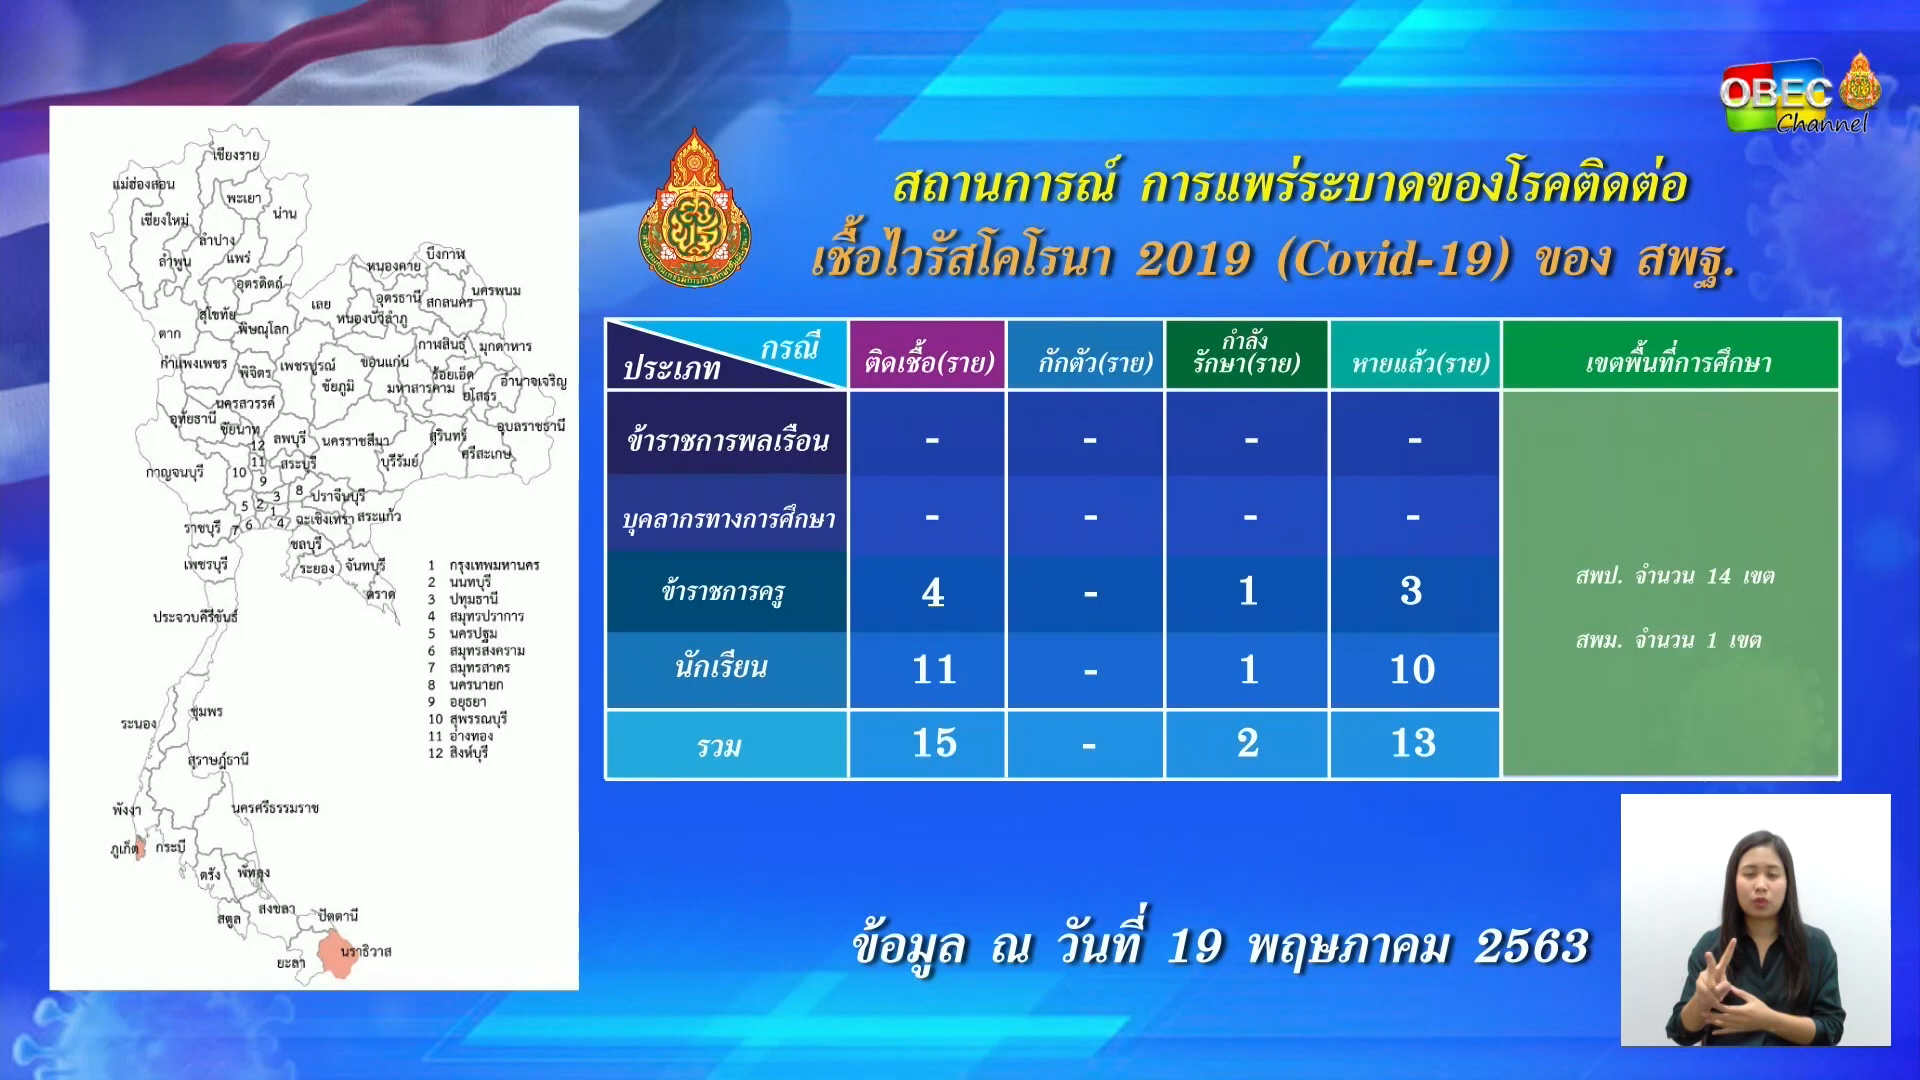 OBEC
Channel
สถานการณ์ การแพร่ระบาดของโรคติดต่อ
เชื้อไวรัสโคโรนา 2019 (Covid-19) ของ สพฐ.
กรณี
ประเภท
ติดเชื้อ(ราย)
กักตัว(ราย)
กำลัง
รักษา(ราย)
หายแล้ว(ราย)
เขตพื้นที่การศึกษา
ข้าราชการพลเรือน - - - -
บุคลากรทางการศึกษา - - - -
ข้าราชการครู 4 - 1 3
นักเรียน 11 - 1 10
รวม 15 - 2 13
สพป. จำนวน 14 เขต
สพม. จำนวน 1 เขต
ข้อมูล ณ วันที่ 19 พฤษภาคม 2563
เชียงราย
แม่ฮ่องสอน
พะเยา
น่าน
เชียงใหม่
ลำปาง
ลำพูน
แพร่
อุตรดิตถ์
บึงกาฬ
หนองคาย
นครพนม
เลย
อุดรธานี
สกลนคร
สุโขทัย
หนองบัวลำภู
ตาก
พิษณุโลก
กาฬสินธุ์
มุกดาหาร
กำแพงเพชร
พิจิตร
เพชรบูรณ์
ขอนแก่น
ร้อยเอ็ด
ชัยภูมิ
มหาสารคาม
ยโสธร
อำนาจเจริญ
นครสวรรค์
อุทัยธานี
ชัยนาท
ลพบุรี
นครราชสีมา
สุรินทร์
อุบลราชธานี
12
11
สระบุรี
บุรีรัมย์
ศรีสะเกษ
กาญจนบุรี
10
9
8
3
ปราจีนบุรี
5
2
1
ราชบุรี
7
6
4
ฉะเชิงเทรา
สระแก้ว
ชลบุรี
เพชรบุรี
ระยอง
จันทบุรี
ตราด
ประจวบคีรีขันธ์
1 กรุงเทพมหานคร
2 นนทบุรี
3 ปทุมธานี
4 สมุทรปราการ
5 นครปฐม
6 สมุทรสงคราม
7 สมุทรสาคร
8 นครนายก
9 อยุธยา
10 สุพรรณบุรี
11 อ่างทอง
12 สิงห์บุรี
ชุมพร
ระนอง
สุราษฎ์ธานี
พังงา
นครศรีธรรมราช
ภูเก็ต
กระบี่
ตรัง
พัทลุง
สตูล
สงขลา
ปัตตานี
ยะลา
นราธิวาส